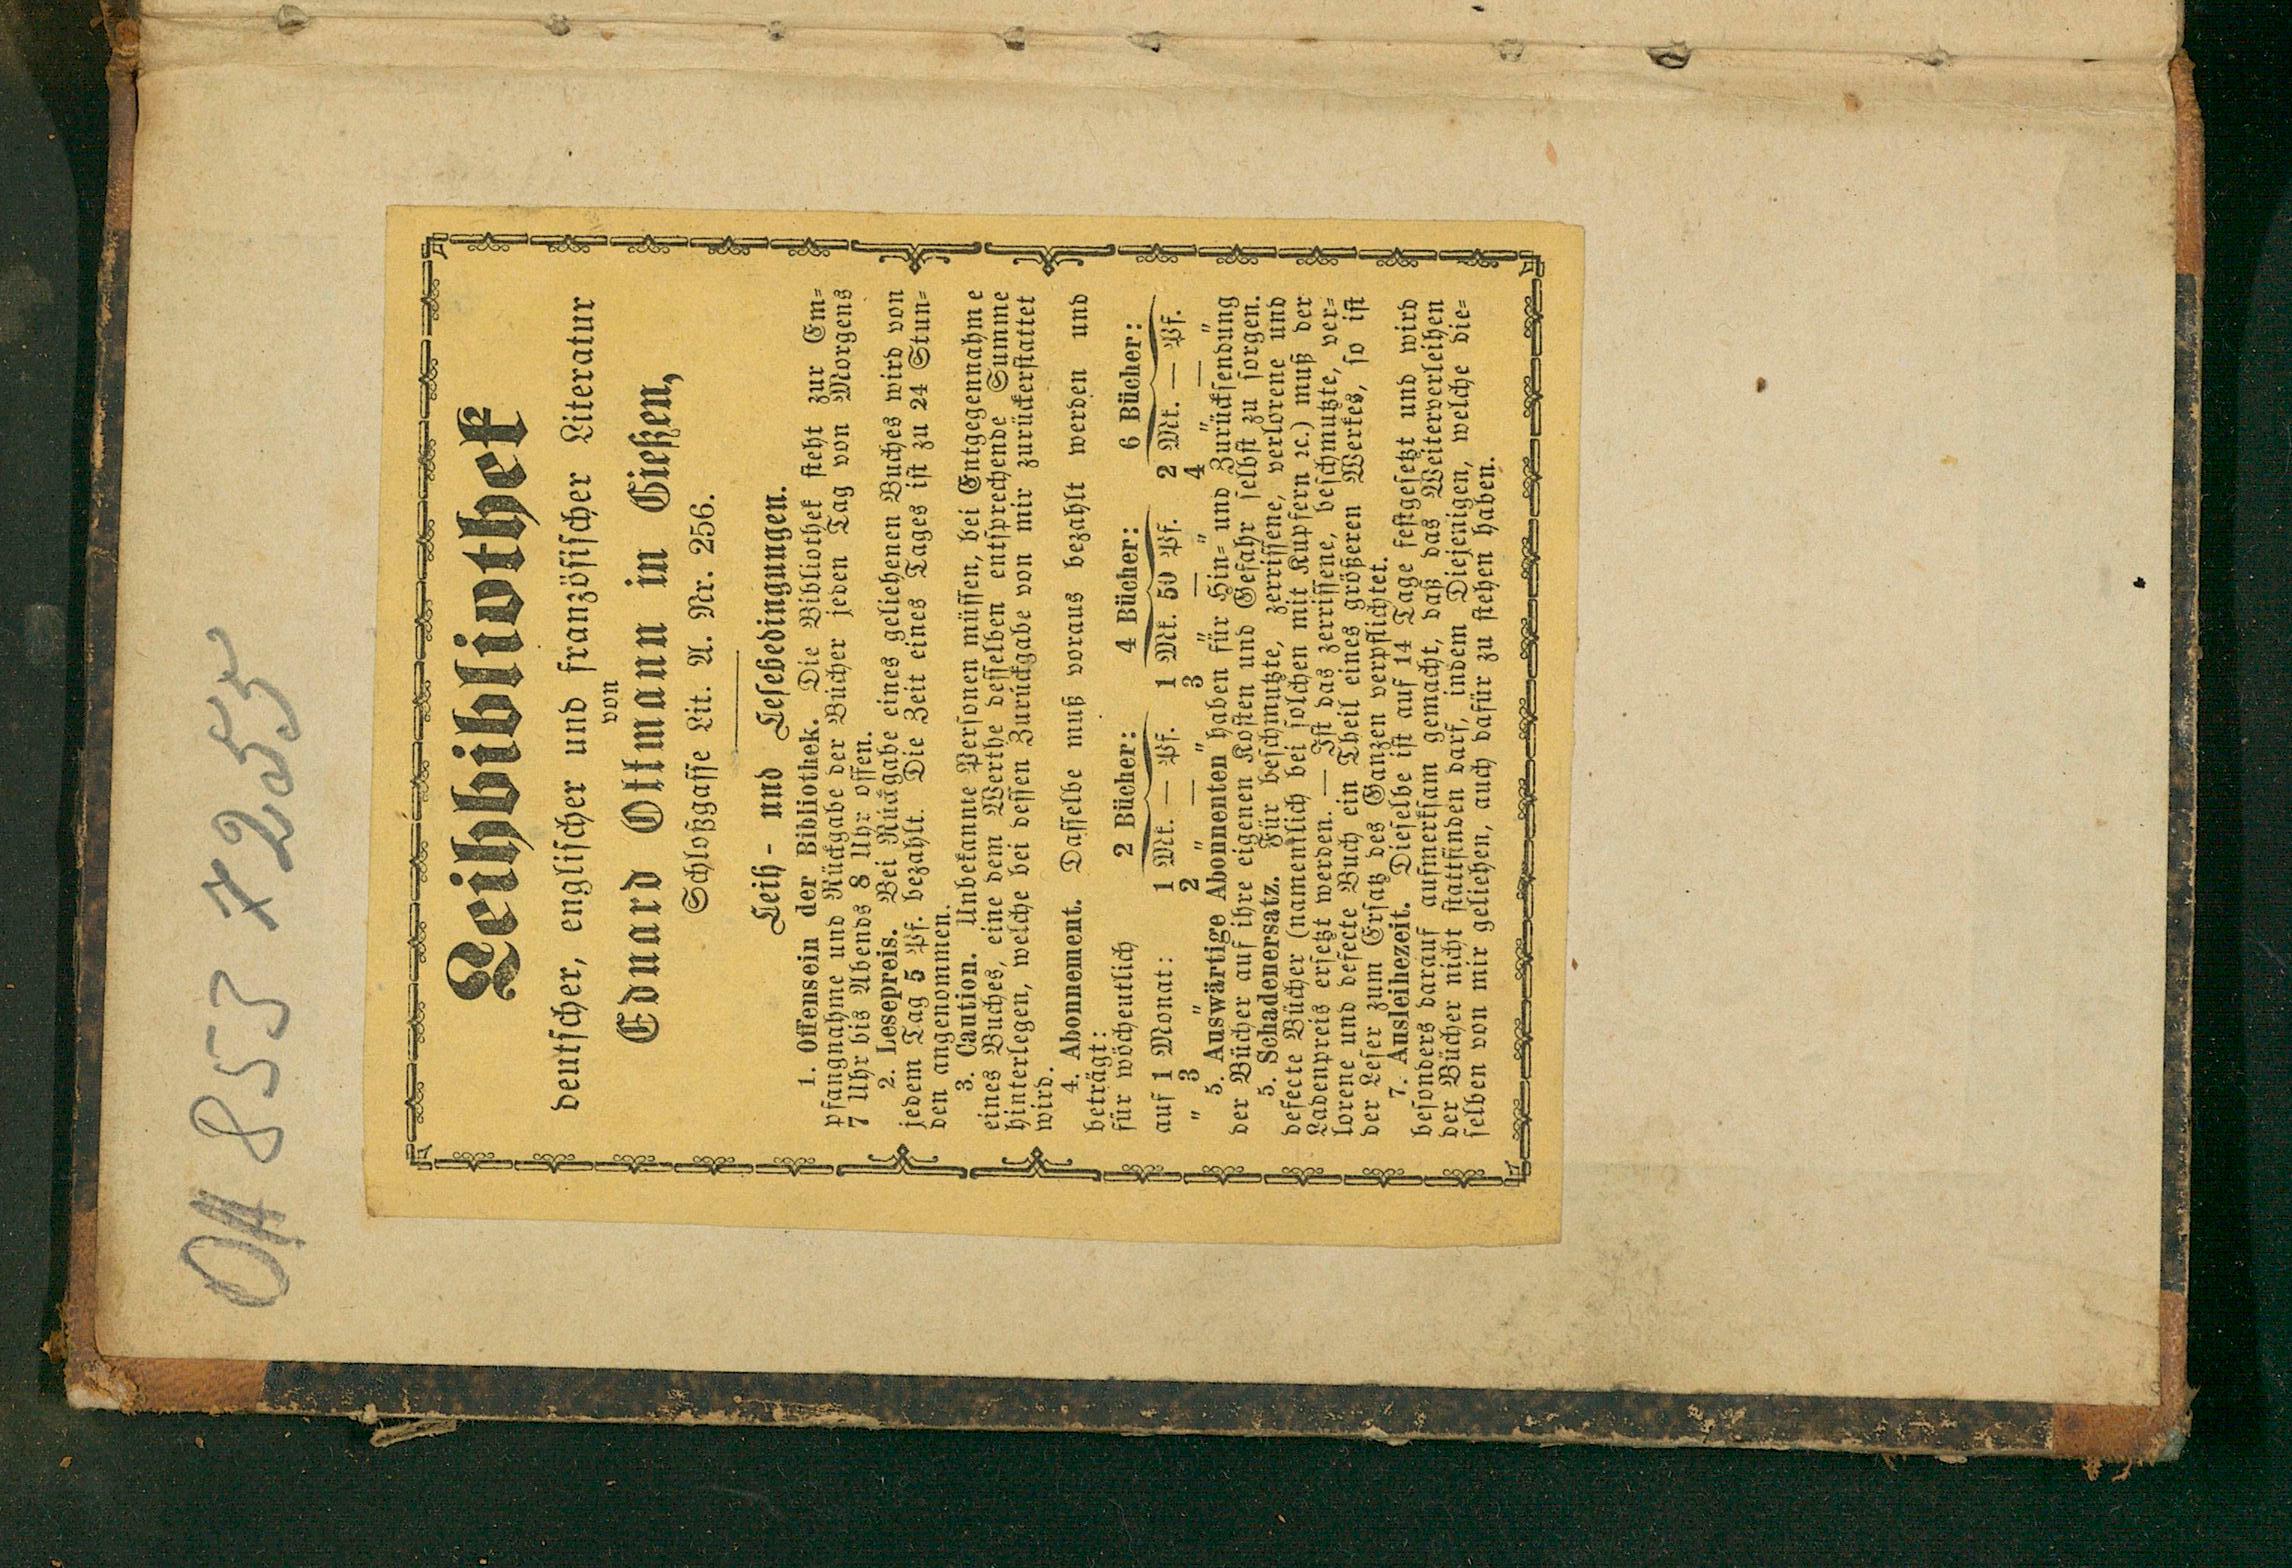 OA 853 7255
Leihbibliothek
deutscher, englischer und französischer Literatur
von
Eduard Ottmann in Gießen,
Schloßgasse Lit. A. Nr. 256.
Leih- und Lesebedingungen.
1. Offensein der Bibliothek. Die Bibliothek steht zur Em-
pfangnahme und Rückgabe der Bücher jeden Tag von Morgens
7 Uhr bis Abends 8 Uhr offen.
2. Lesepreis. Bei Rückgabe eines geliehenen Buches wird von
jedem Tag 5 Pf. bezahlt. Die Zeit eines Tages ist zu 24 Stun-
den angenommen.
3. Caution. Unbekannte Personen müssen, bei Entgegennahm e
eines Buches, eine dem Werthe desselben entsprechende Summe
hinterlegen, welche bei dessen Zurückgabe von mir zurückerstattet
wird.
4. Abonnement. Dasselbe muß voraus bezahlt werden und
beträgt:
für wöcheutlich 2 Bücher: 4 Bücher: 6 Bücher:
auf 1 Monat: 1 Mk. — Pf. 1 Mk. 50 Pf. 2 Mk. — Pf.
" 3 " 2 " — " 3 " — " 4 " — "
5. Auswärtige Abonnenten haben für Hin- und Zurücksendung
der Bücher auf ihre eigenen Kosten und Gefahr selbst zu sorgen.
5. Schadenersatz. Für beschmutzte, zerrissene, verlorene und
defecte Bücher (namentlich bei solchen mit Kupfern ꝛc.) muß der
Ladenpreis ersetzt werden. — Ist das zerrissene, beschmutzte, ver-
lorene und defecte Buch ein Theil eines größeren Werkes, so ist
der Leser zum Ersatz des Ganzen verpflichtet.
7. Ausleihezeit. Dieselbe ist auf 14 Tage festgesetzt und wird
besonders darauf aufmerksam gemacht, daß das Weiterverleihen
der Bücher nicht stattfinden darf, indem Diejenigen, welche die-
selben von mir geliehen, auch dafür zu stehen haben.